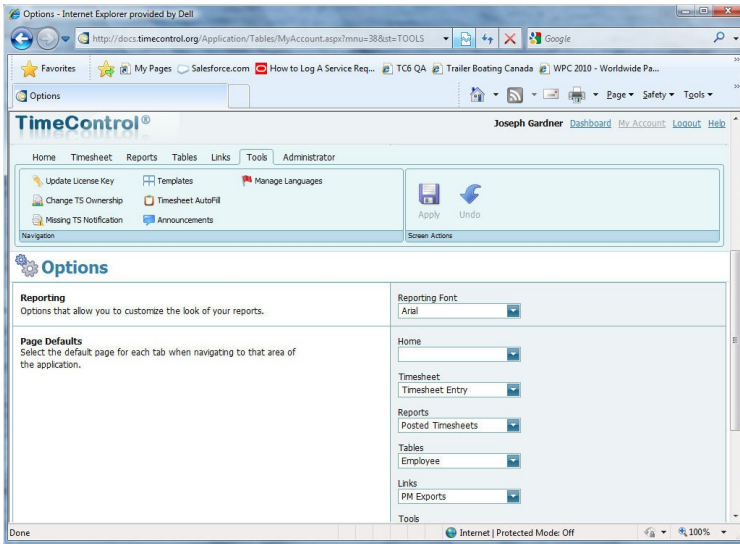 Options - Internet Explorer provided by Dell
http://docs.timecontrol.org/Application/Tables/MyAccount.aspx?mnu=38&st=TOOLS
Google
Favorites My Pages Salesforce.com How to Log A Service Req... TC6 QA Trailer Boating Canada WPC 2010 - Worldwide Pa...
Options Page Safety Tools
TimeControl®
Joseph Gardner Dashboard My Account Logout Help
Home Timesheet Reports Tables Links Tools Administrator
Update License Key Templates Manage Languages
Change TS Ownership Timesheet AutoFill
Missing TS Notification Announcements
Apply Undo
Navigation Screen Actions
Options
Reporting
Options that allow you to customize the look of your reports.
Reporting Font
Arial
Page Defaults
Select the default page for each tab when navigating to that area of
the application.
Home
Timesheet
Timesheet Entry
Reports
Posted Timesheets
Tables
Employee
Links
PM Exports
Tools
Done Internet | Protected Mode: Off 100%